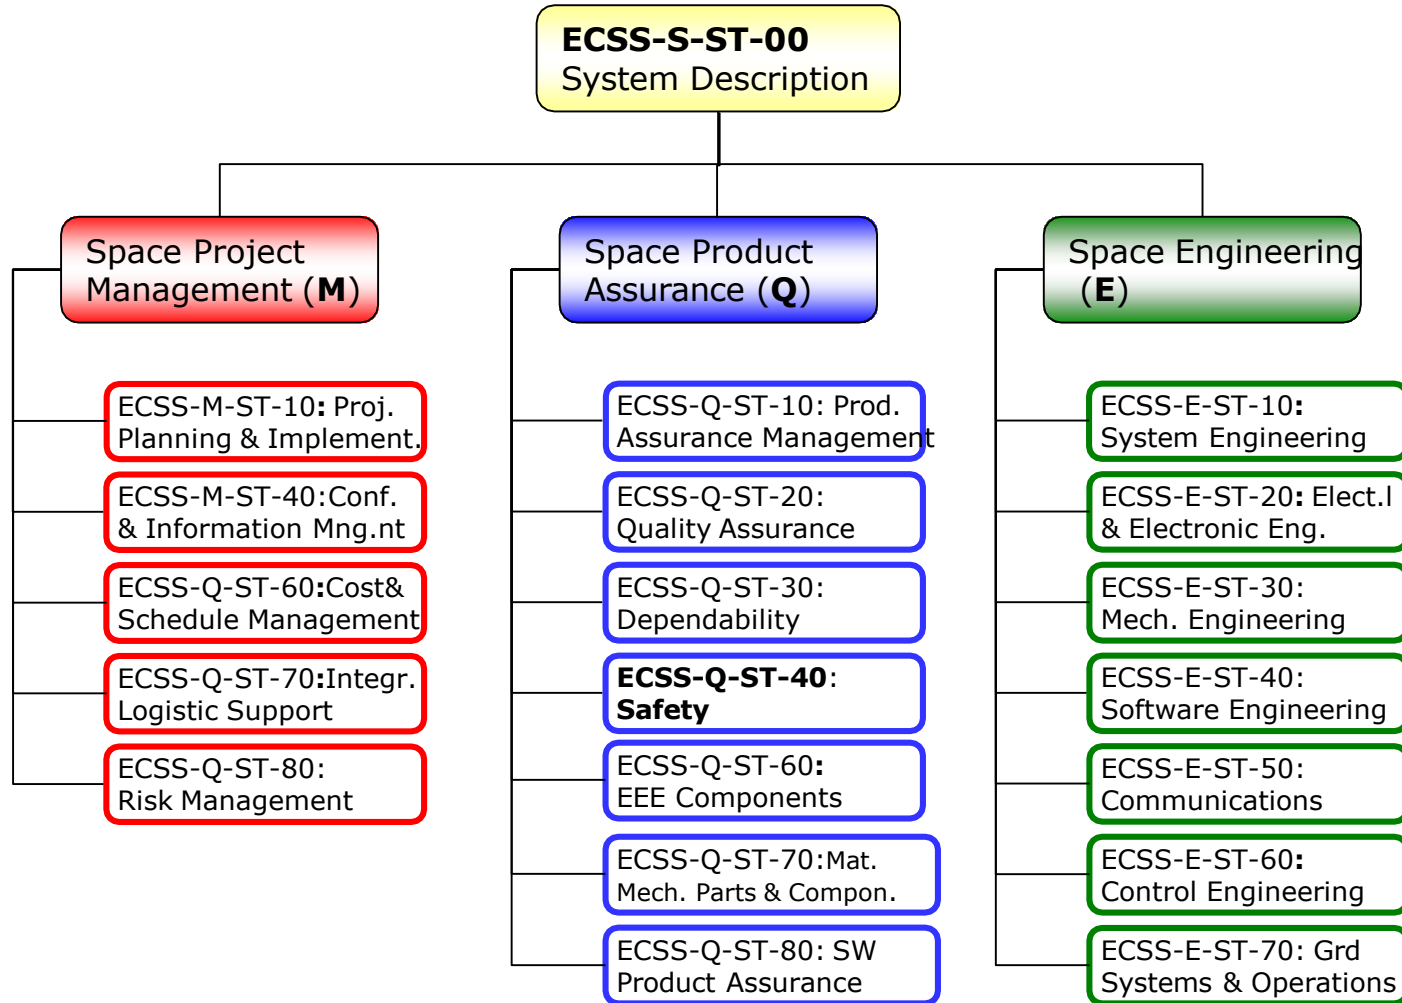 ECSS-S-ST-00
System Description
Space Project
Management (M)
ECSS-M-ST-10: Proj.
Planning & Implement.
ECSS-M-ST-40:Conf.
& Information Mng.nt
ECSS-Q-ST-60:Cost&
Schedule Management
ECSS-Q-ST-70:Integr.
Logistic Support
ECSS-Q-ST-80:
Risk Management
Space Product
Assurance (Q)
ECSS-Q-ST-10: Prod.
Assurance Management
ECSS-Q-ST-20:
Quality Assurance
ECSS-Q-ST-30:
Dependability
ECSS-Q-ST-40:
Safety
ECSS-Q-ST-60:
EEE Components
ECSS-Q-ST-70:Mat.
Mech. Parts & Compon.
ECSS-Q-ST-80: SW
Product Assurance
Space Engineering
(E)
ECSS-E-ST-10:
System Engineering
ECSS-E-ST-20: Elect.l
& Electronic Eng.
ECSS-E-ST-30:
Mech. Engineering
ECSS-E-ST-40:
Software Engineering
ECSS-E-ST-50:
Communications
ECSS-E-ST-60:
Control Engineering
ECSS-E-ST-70: Grd
Systems & Operations